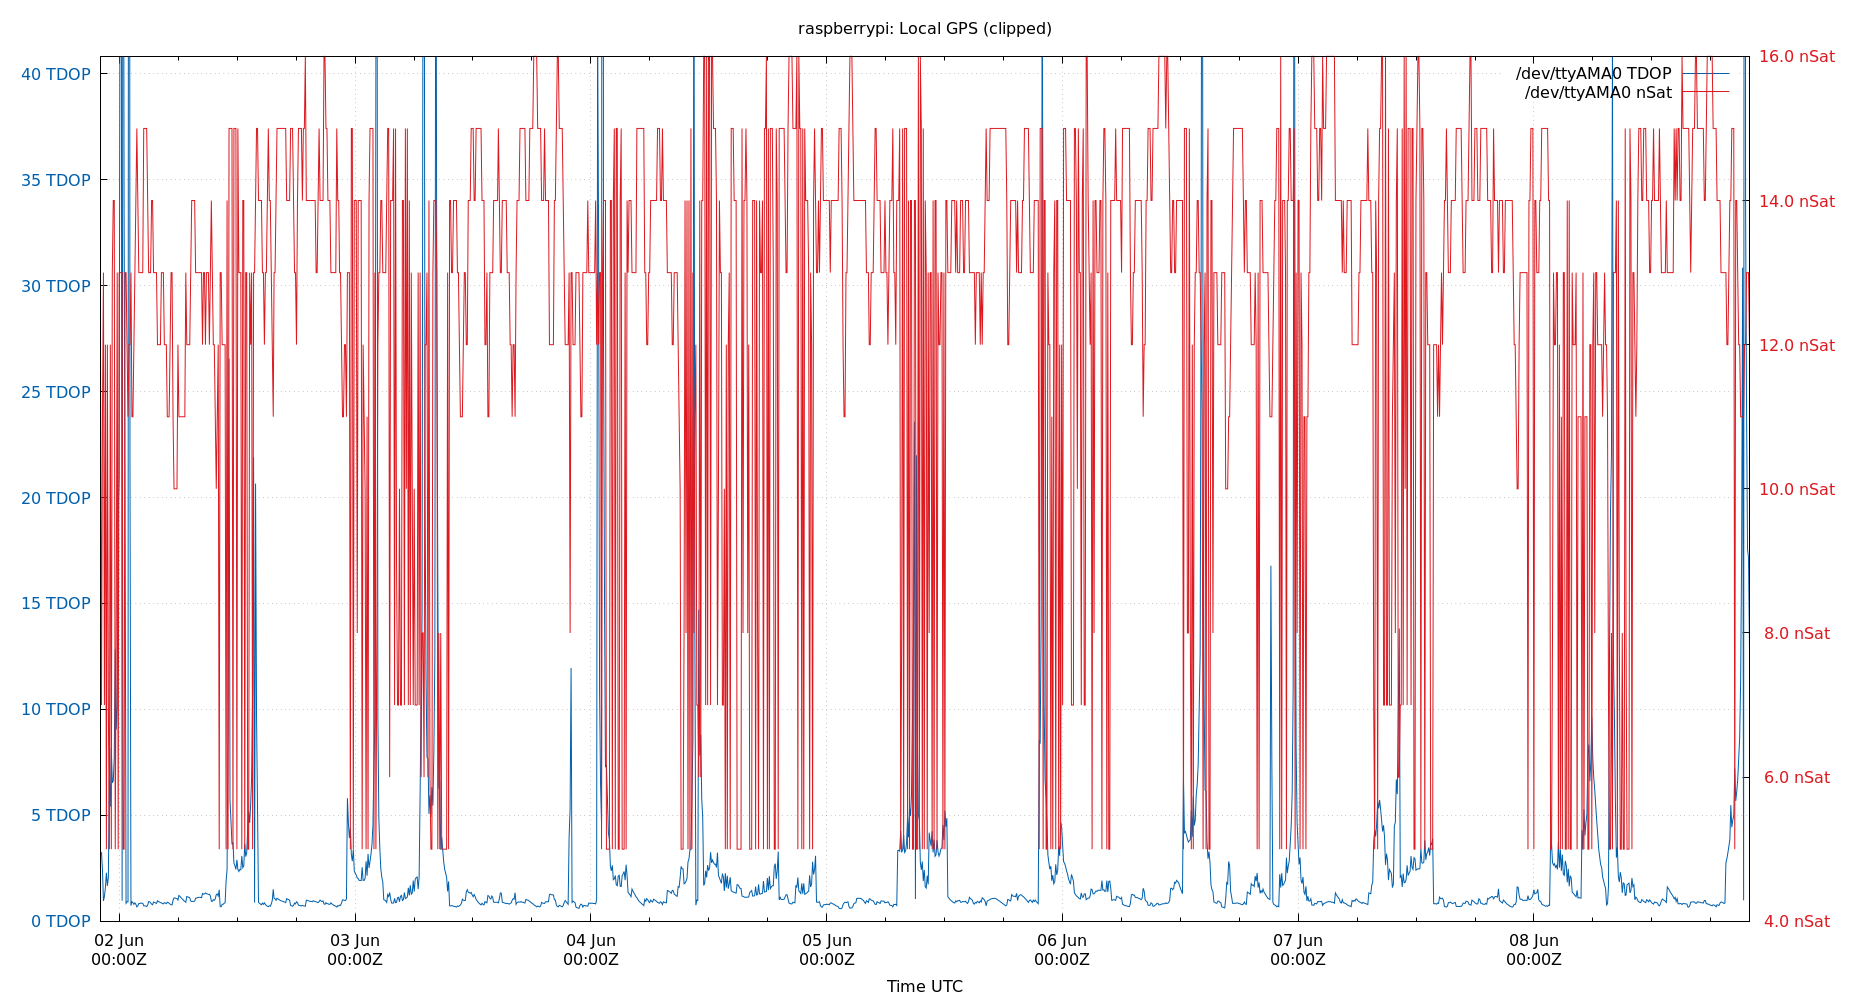 raspberrypi: Local GPS (clipped)
/dev/ttyAMA0 TDOP
/dev/ttyAMA0 nSat
40 TDOP
35 TDOP
30 TDOP
25 TDOP
20 TDOP
15 TDOP
10 TDOP
5 TDOP
0 TDOP
16.0 nSat
14.0 nSat
12.0 nSat
10.0 nSat
8.0 nSat
6.0 nSat
4.0 nSat
02 Jun
00:00Z
03 Jun
00:00Z
04 Jun
00:00Z
05 Jun
00:00Z
06 Jun
00:00Z
07 Jun
00:00Z
08 Jun
00:00Z
Time UTC